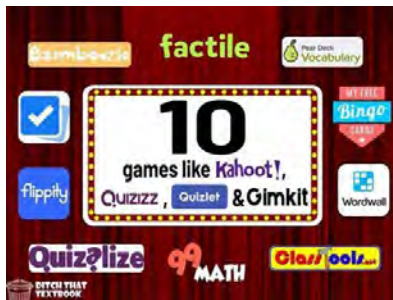 Baamboozle
factile
Pear Deck
Vocabulary
MY FREE
Bingo
CARDS
10
games like Kahoot!,
Quizizz, Quizlet & Gimkit
flippity
Wordwall
Quizalize
99
MATH
ClassTools.net
DITCH THAT
TEXTBOOK